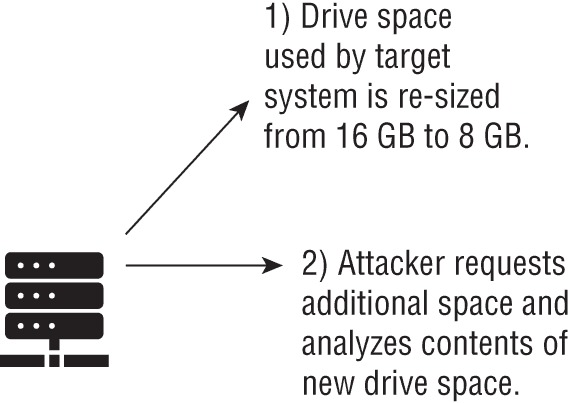 1) Drive space
used by target
system is re-sized
from 16 GB to 8 GB.
2) Attacker requests
additional space and
analyzes contents of
new drive space.